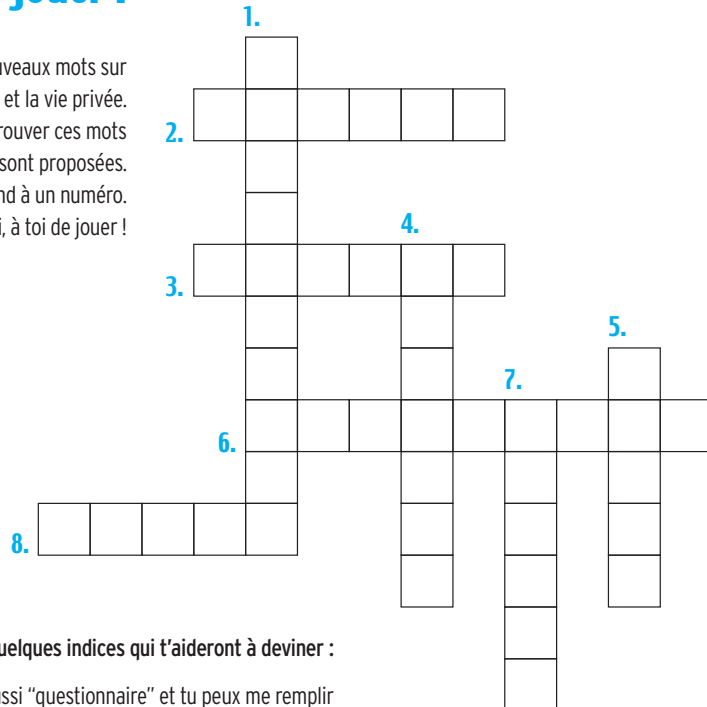 jouer !
1.
uveaux mots sur
et la vie privée.
rouver ces mots
2.
sont proposées.
nd à un numéro.
i, à toi de jouer !
4.
3.
5.
7.
6.
8.
uelques indices qui t'aideront à deviner :
ussi “questionnaire” et tu peux me remplir